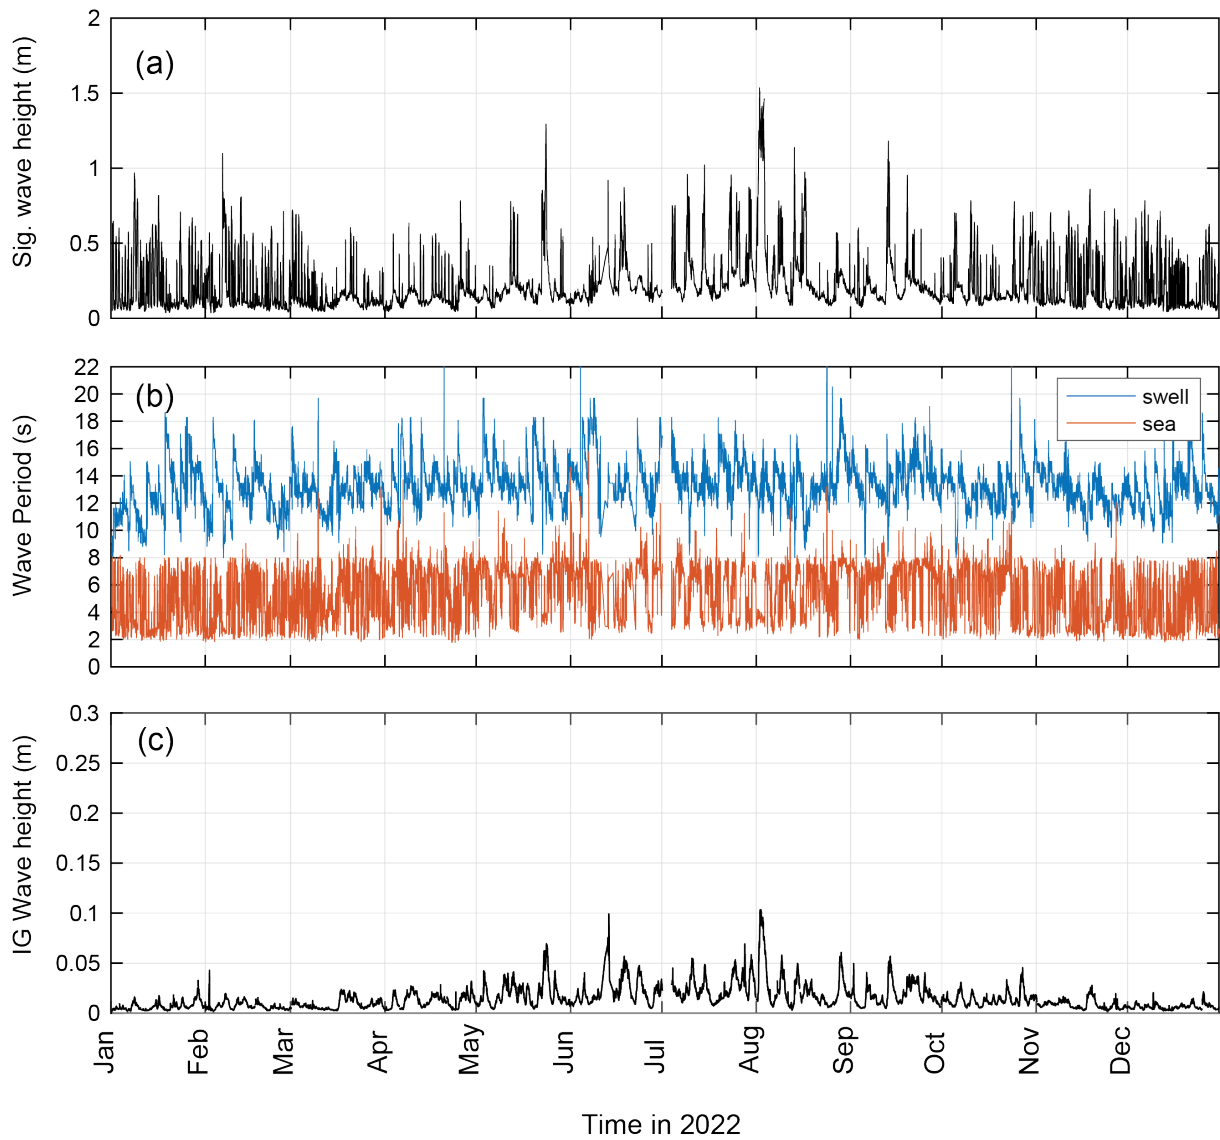 (a)
Sig. wave height (m)
2
1.5
1
0.5
0
(b)
Wave Period (s)
22
20
18
16
14
12
10
8
6
4
2
0
swell
sea
(c)
IG Wave height (m)
0.3
0.25
0.2
0.15
0.1
0.05
0
Jan Feb Mar Apr May Jun Jul Aug Sep Oct Nov Dec
Time in 2022